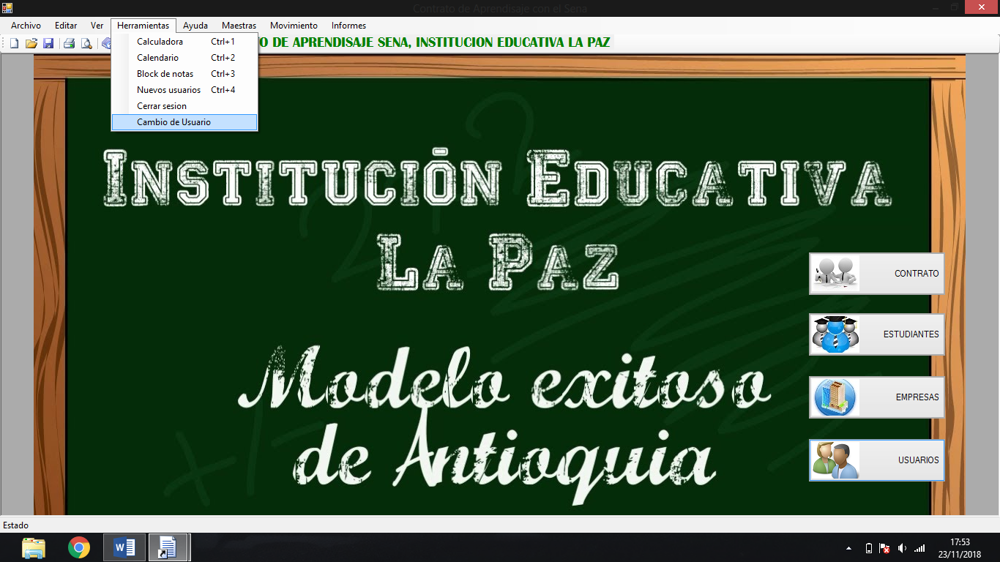 Contrato de Aprendisaje con el Sena
Archivo Editar Ver Herramientas Ayuda Maestras Movimiento Informes
O DE APRENDISAJE SENA, INSTITUCION EDUCATIVA LA PAZ
Calculadora Ctrl+1
Calendario Ctrl+2
Block de notas Ctrl+3
Nuevos usuarios Ctrl+4
Cerrar sesion
Cambio de Usuario
INSTITUCIÓN EDUCATIVA
LA PAZ
CONTRATO
ESTUDIANTES
Modelo exitoso
EMPRESAS
de Antioquia
USUARIOS
Estado
17:53
23/11/2018